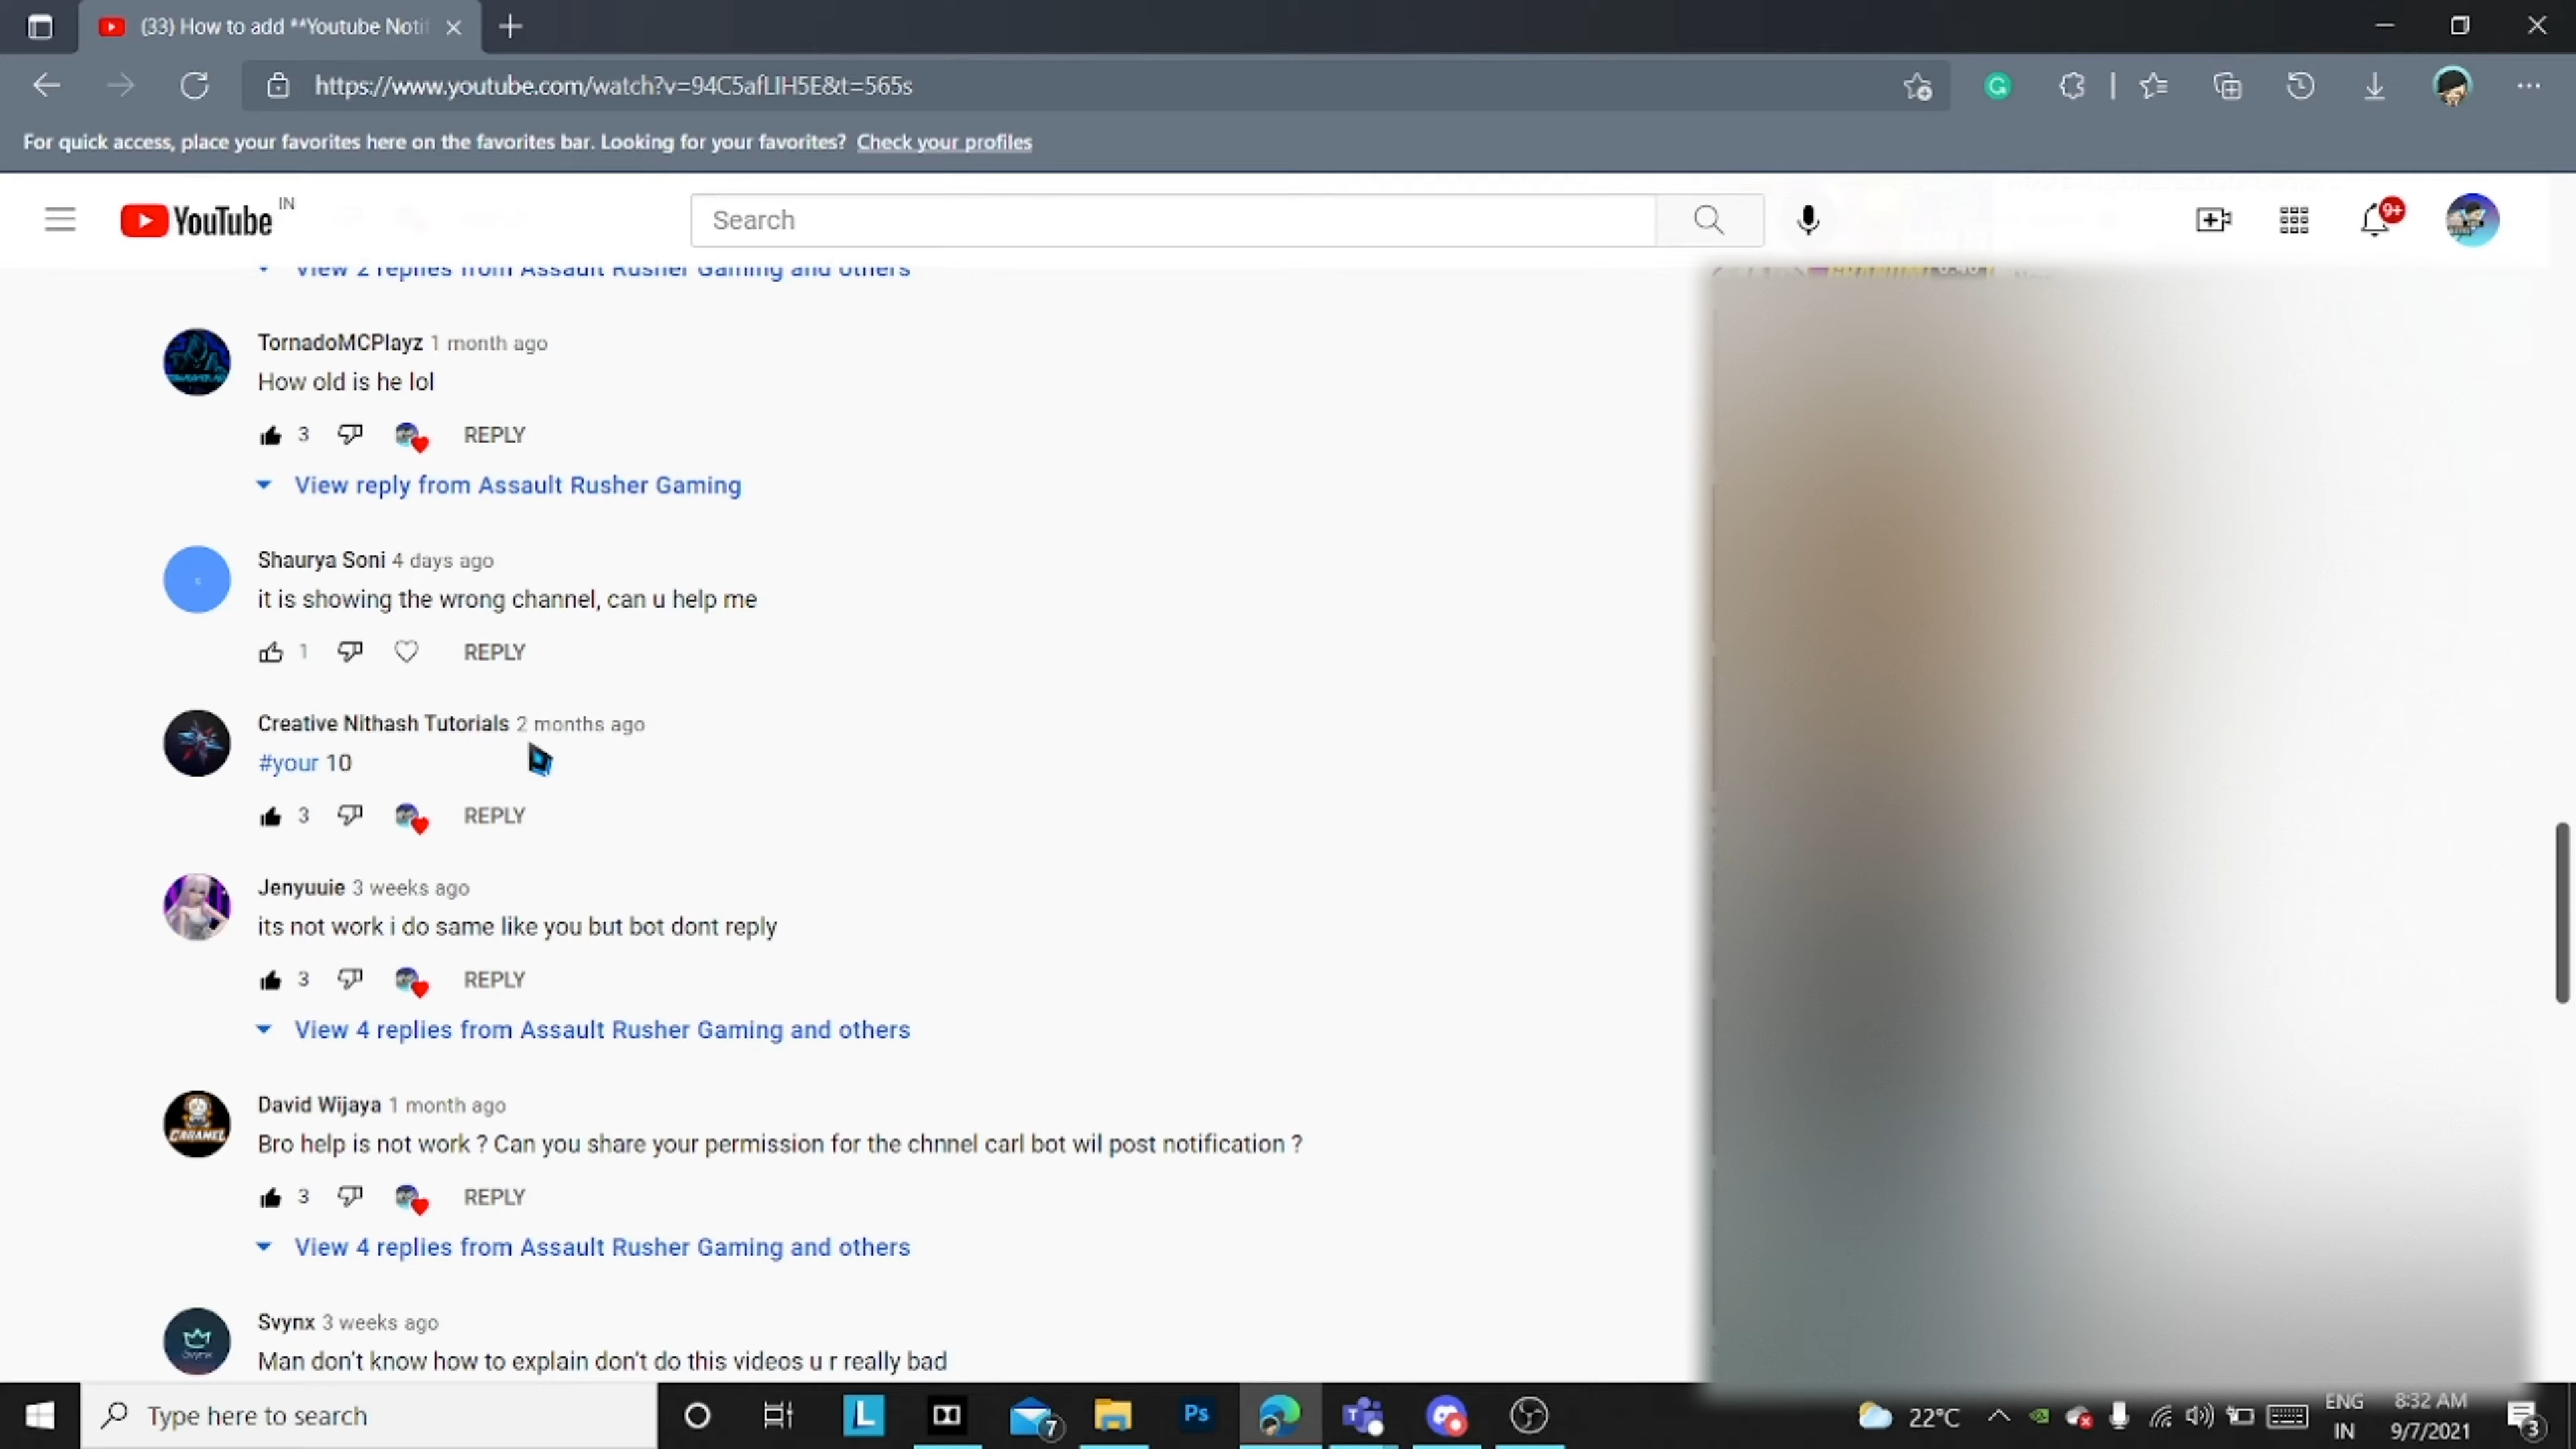 (33) How to add **Youtube Noti
https://www.youtube.com/watch?v=94C5afLIH5E&t=565s
For quick access, place your favorites here on the favorites bar. Looking for your favorites? Check your profiles
YouTube IN
Search
9+
View 2 replies from Assault Rusher Gaming and others
TornadoMCPlayz 1 month ago
How old is he lol
3 REPLY
View reply from Assault Rusher Gaming
Shaurya Soni 4 days ago
it is showing the wrong channel, can u help me
1 REPLY
Creative Nithash Tutorials 2 months ago
#your 10
3 REPLY
Jenyuuie 3 weeks ago
its not work i do same like you but bot dont reply
3 REPLY
View 4 replies from Assault Rusher Gaming and others
David Wijaya 1 month ago
Bro help is not work ? Can you share your permission for the chnnel carl bot wil post notification ?
3 REPLY
View 4 replies from Assault Rusher Gaming and others
CARAMEL
Svynx 3 weeks ago
Man don't know how to explain don't do this videos u r really bad
Type here to search
L
7
Ps
22°C
ENG
IN
8:32 AM
9/7/2021
3